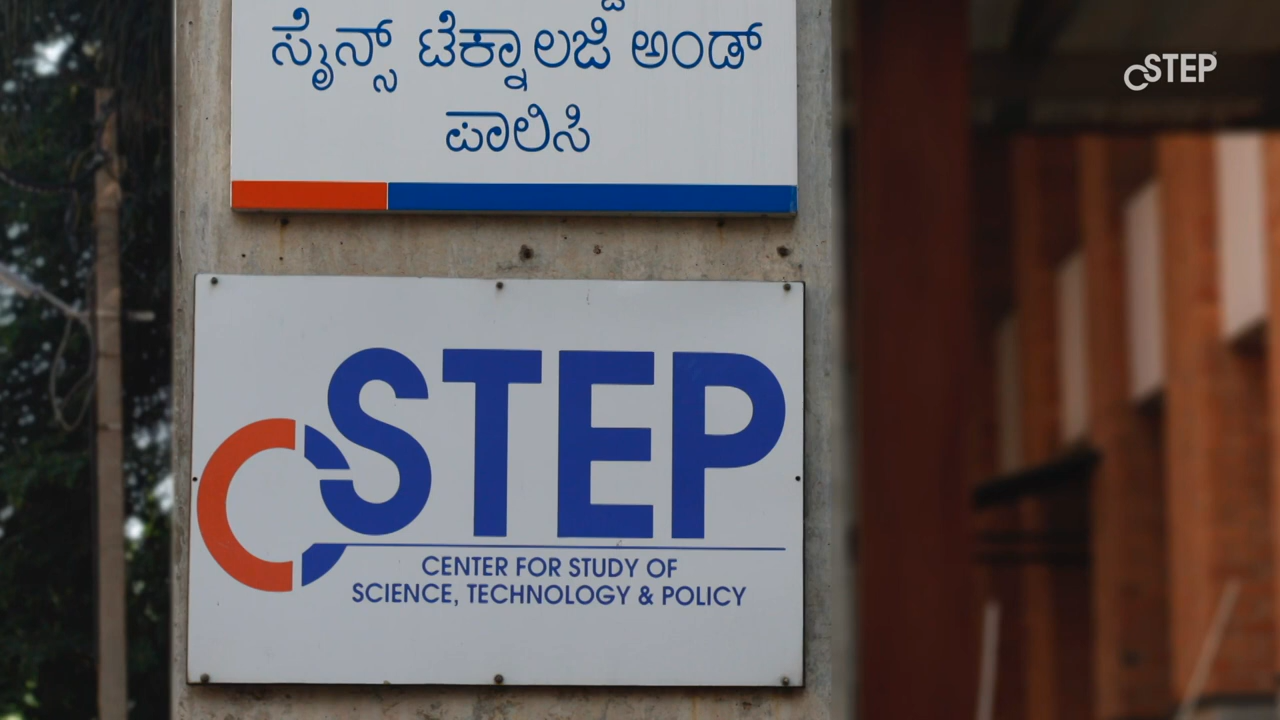 ಸೈನ್ಸ್ ಟೆಕ್ನಾಲಜಿ ಅಂಡ್
ಪಾಲಿಸಿ
CSTEP
CSTEP
CENTER FOR STUDY OF
SCIENCE, TECHNOLOGY & POLICY